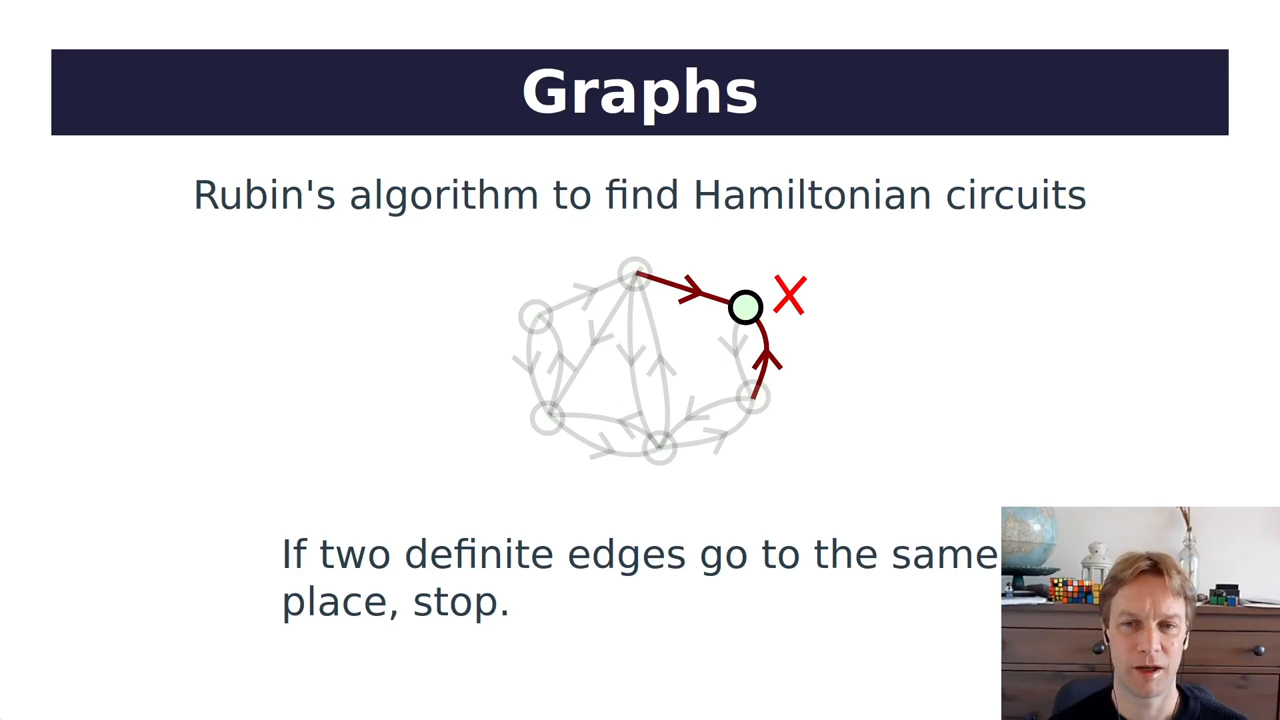 Graphs
Rubin's algorithm to find Hamiltonian circuits
If two definite edges go to the same
place, stop.